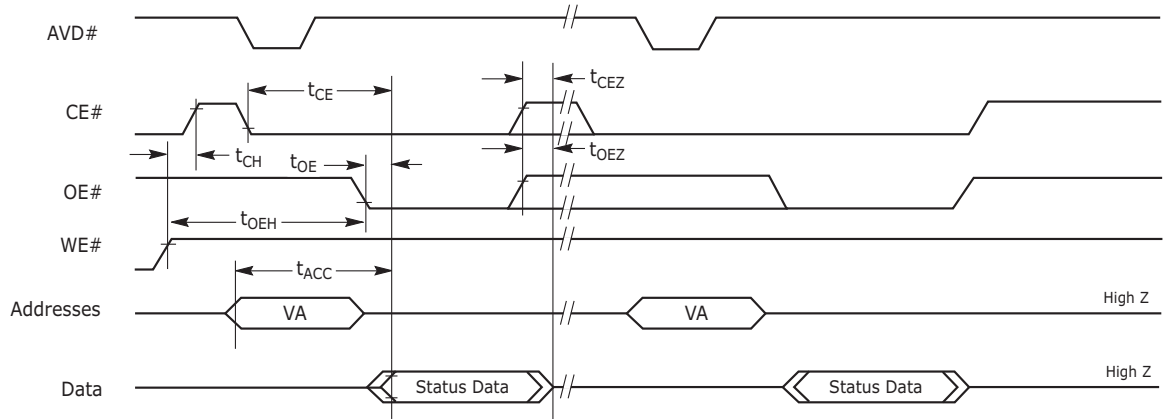 AVD#
tCEZ
tCE
CE#
tCH
tOE
tOEZ
OE#
tOEH
WE#
tACC
Addresses
VA
VA
High Z
Data
Status Data
Status Data
High Z